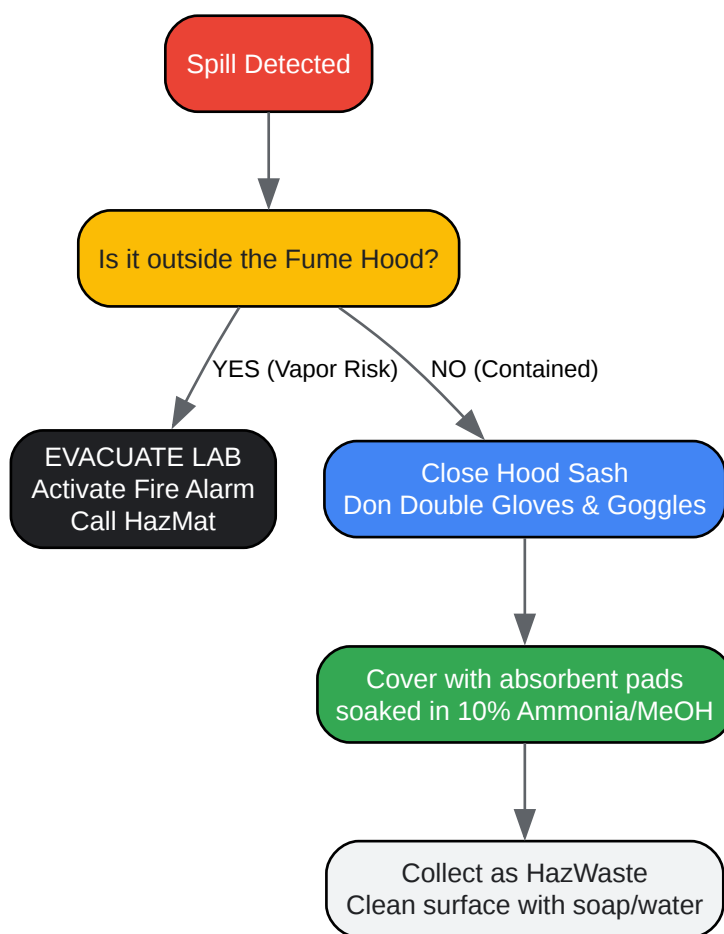 Spill Detected
Is it outside the Fume Hood?
YES (Vapor Risk)
NO (Contained)
EVACUATE LAB
Activate Fire Alarm
Call HazMat
Close Hood Sash
Don Double Gloves & Goggles
Cover with absorbent pads
soaked in 10% Ammonia/MeOH
Collect as HazWaste
Clean surface with soap/water